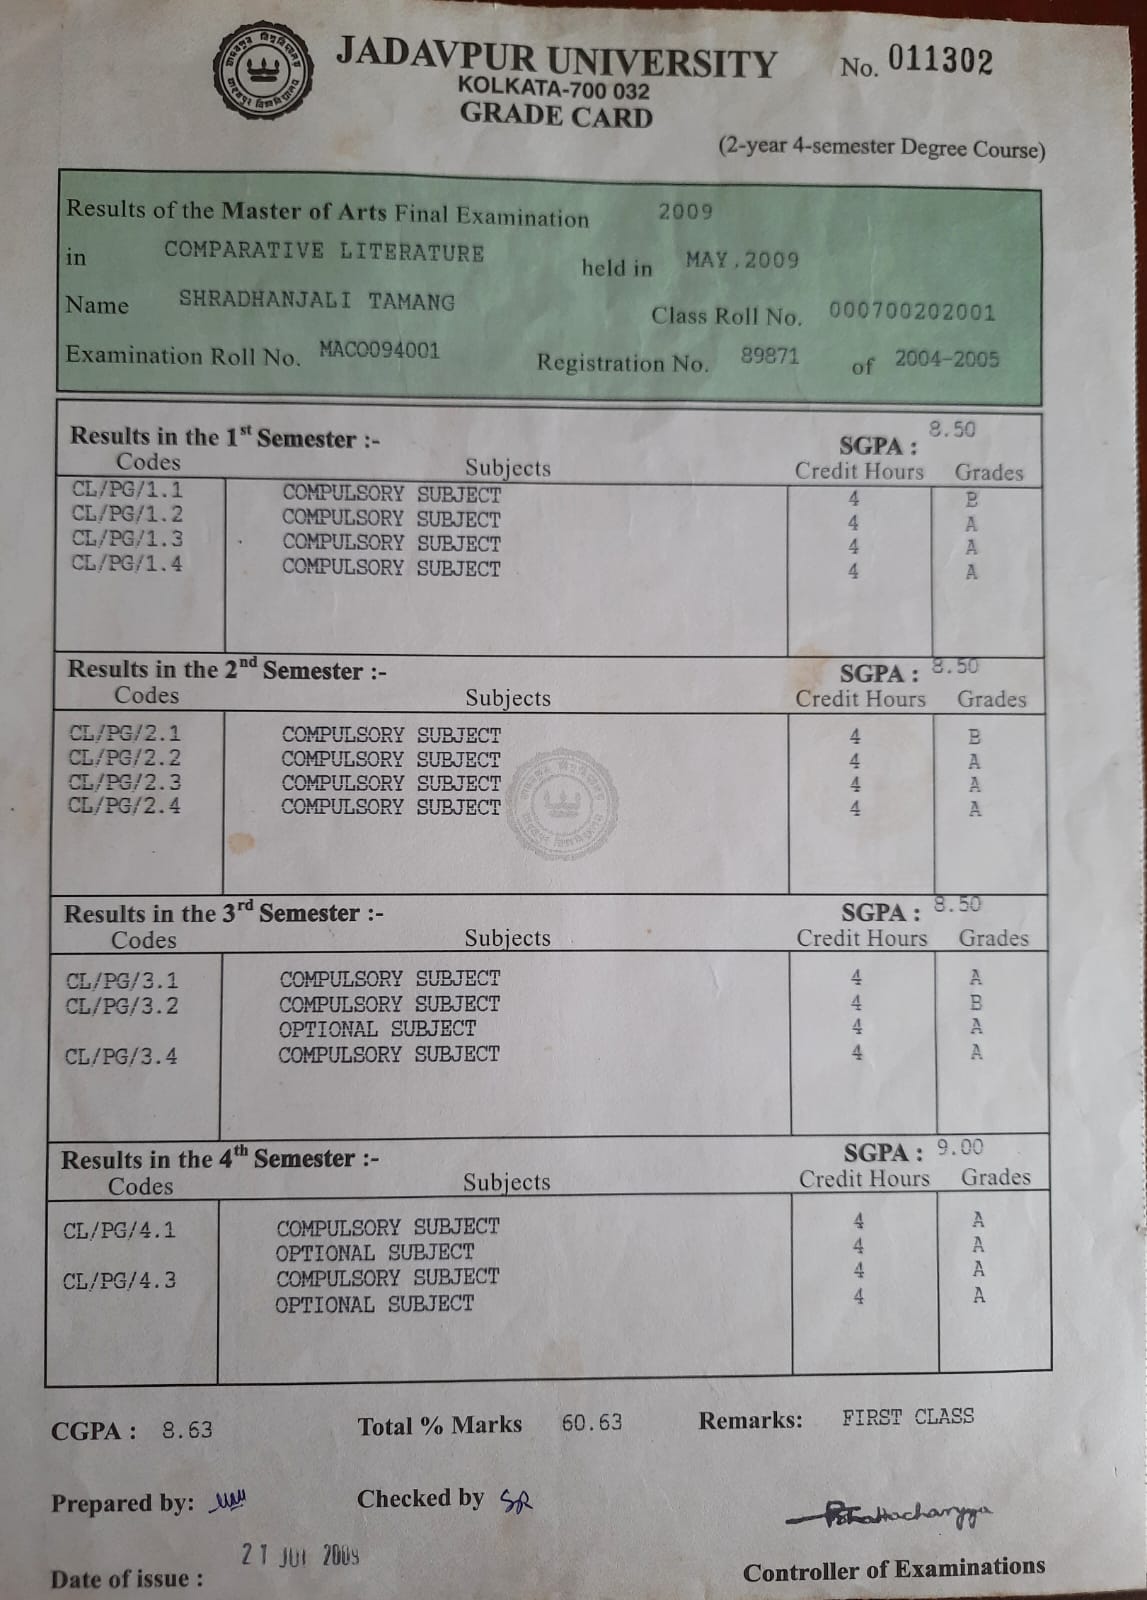 JADAVPUR UNIVERSITY
No. 011302
KOLKATA-700 032
GRADE CARD
(2-year 4-semester Degree Course)
Results of the Master of Arts Final Examination 2009
in COMPARATIVE LITERATURE held in MAY.2009
Name SHRADHANJALI TAMANG Class Roll No. 000700202001
Examination Roll No. MACO094001 Registration No. 89871 of 2004-2005
Results in the 1st Semester :- SGPA : 8.50
Codes Subjects Credit Hours Grades
CL/PG/1.1 COMPULSORY SUBJECT 4 B
CL/PG/1.2 COMPULSORY SUBJECT 4 A
CL/PG/1.3 COMPULSORY SUBJECT 4 A
CL/PG/1.4 COMPULSORY SUBJECT 4 A
Results in the 2nd Semester :- SGPA : 8.50
Codes Subjects Credit Hours Grades
CL/PG/2.1 COMPULSORY SUBJECT 4 B
CL/PG/2.2 COMPULSORY SUBJECT 4 A
CL/PG/2.3 COMPULSORY SUBJECT 4 A
CL/PG/2.4 COMPULSORY SUBJECT 4 A
Results in the 3rd Semester :- SGPA : 8.50
Codes Subjects Credit Hours Grades
CL/PG/3.1 COMPULSORY SUBJECT 4 A
CL/PG/3.2 COMPULSORY SUBJECT 4 B
OPTIONAL SUBJECT 4 A
CL/PG/3.4 COMPULSORY SUBJECT 4 A
Results in the 4th Semester :- SGPA : 9.00
Codes Subjects Credit Hours Grades
CL/PG/4.1 COMPULSORY SUBJECT 4 A
OPTIONAL SUBJECT 4 A
CL/PG/4.3 COMPULSORY SUBJECT 4 A
OPTIONAL SUBJECT 4 A
CGPA : 8.63 Total % Marks 60.63 Remarks: FIRST CLASS
Prepared by: Checked by SR
21 JUL 2009
Date of issue : Controller of Examinations